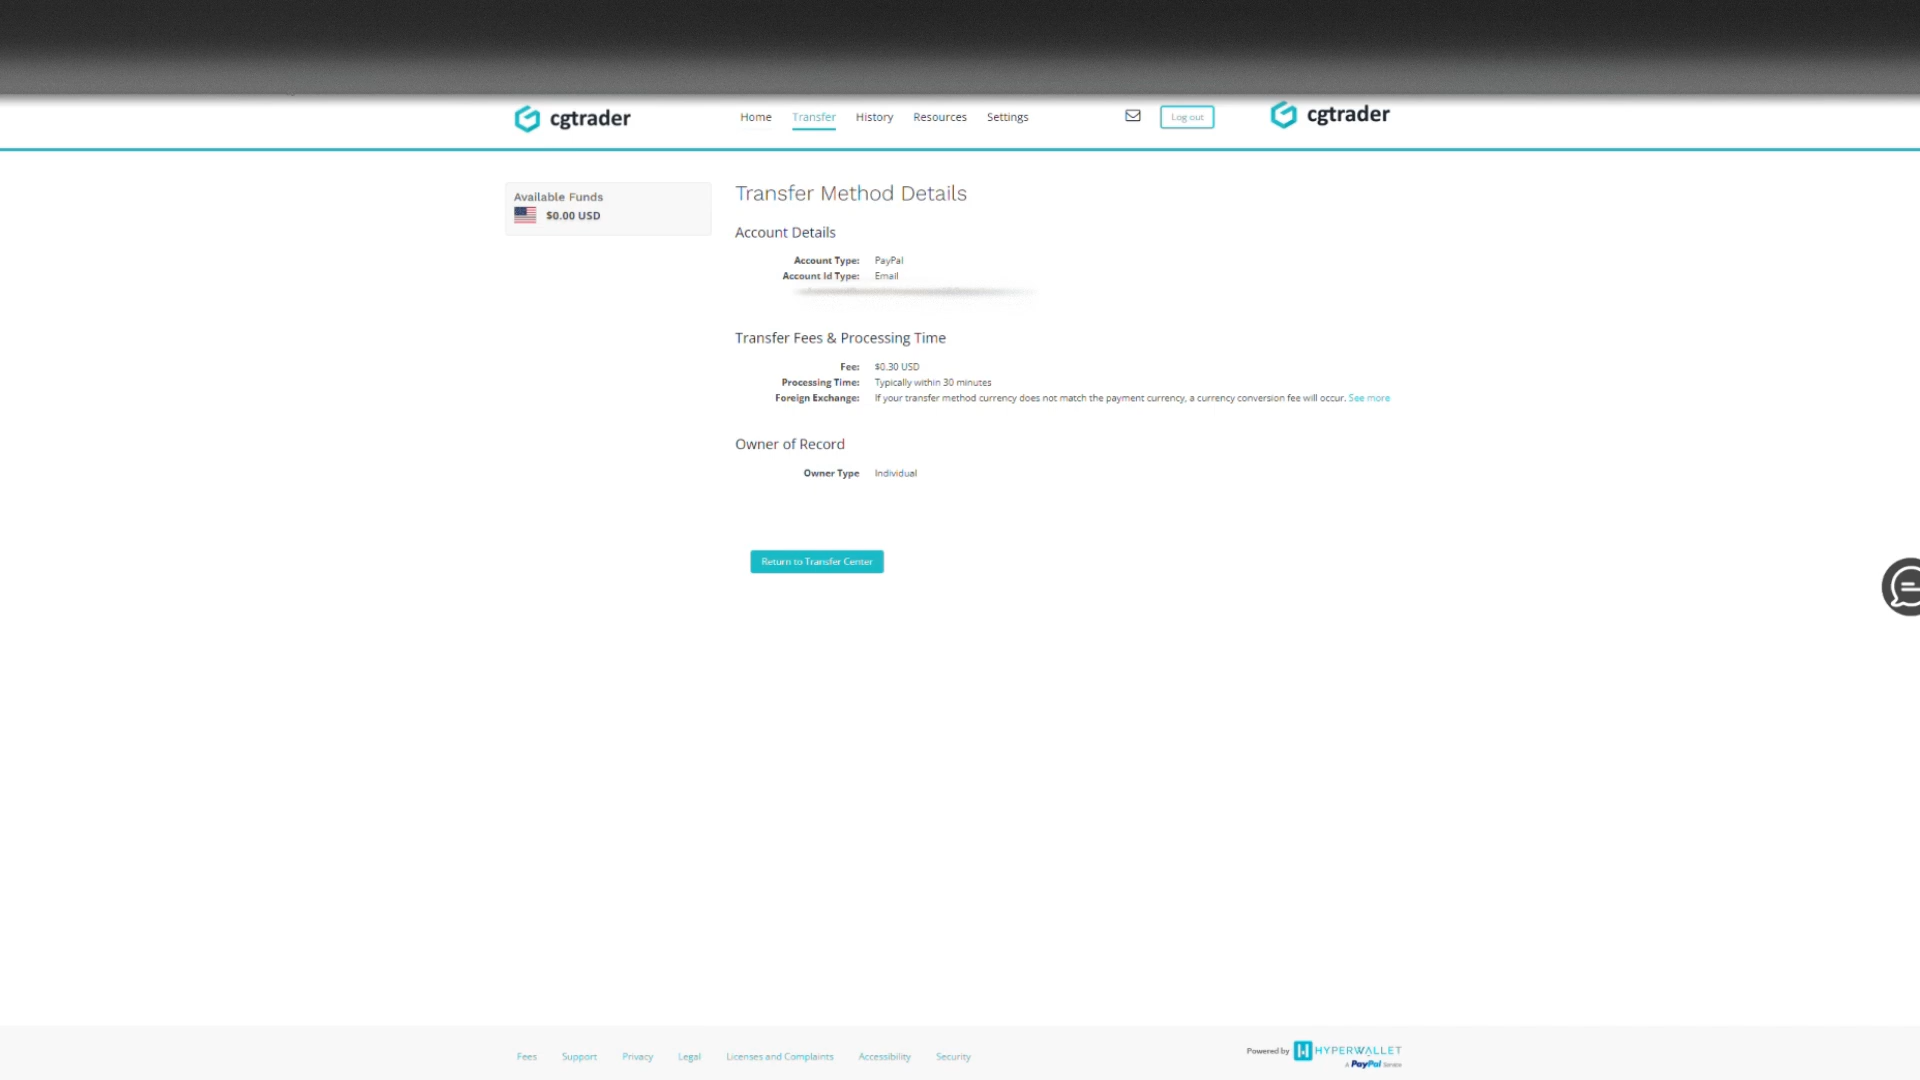 cgtrader
Home Transfer History Resources Settings
Log out
cgtrader
Available Funds
$0.00 USD
Transfer Method Details
Account Details
Account Type: PayPal
Account Id Type: Email
Transfer Fees & Processing Time
Fee: $0.30 USD
Processing Time: Typically within 30 minutes
Foreign Exchange: If your transfer method currency does not match the payment currency, a currency conversion fee will occur. See more
Owner of Record
Owner Type Individual
Return to Transfer Center
Fees Support Privacy Legal Licenses and Complaints Accessibility Security
Powered by HYPERWALLET
A PayPal Service